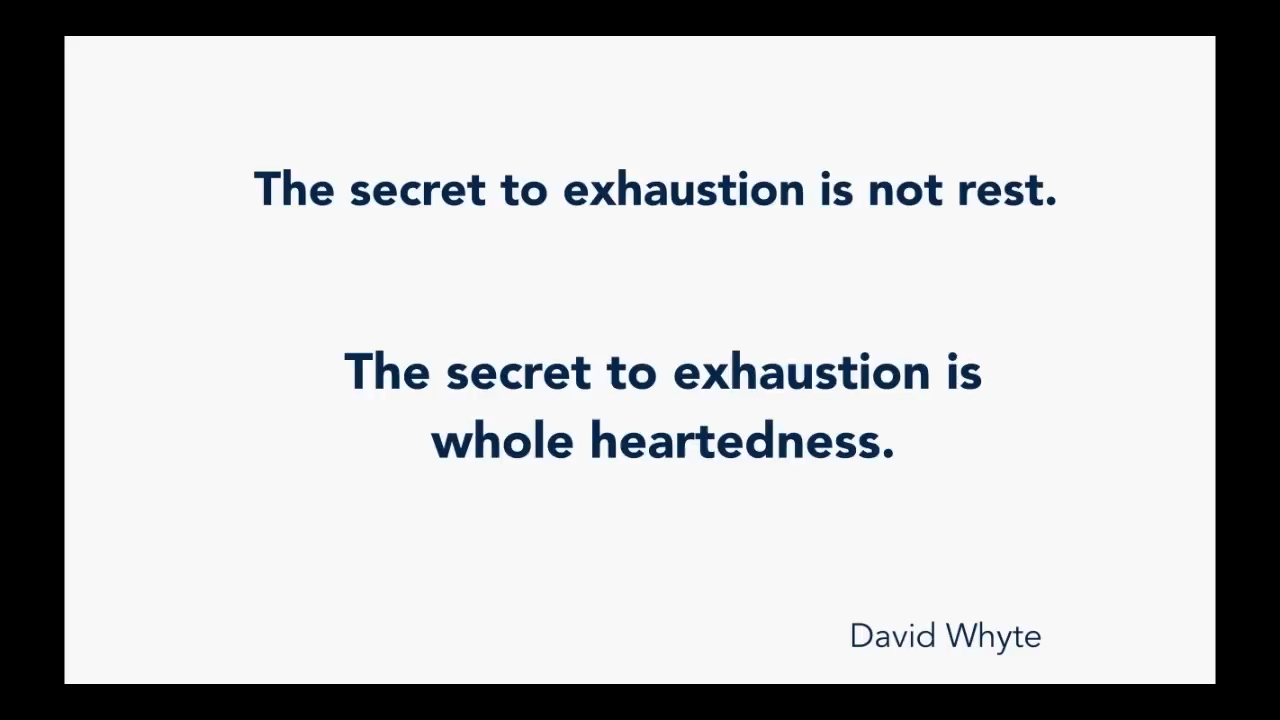 The secret to exhaustion is not rest.
The secret to exhaustion is
whole heartedness.
David Whyte